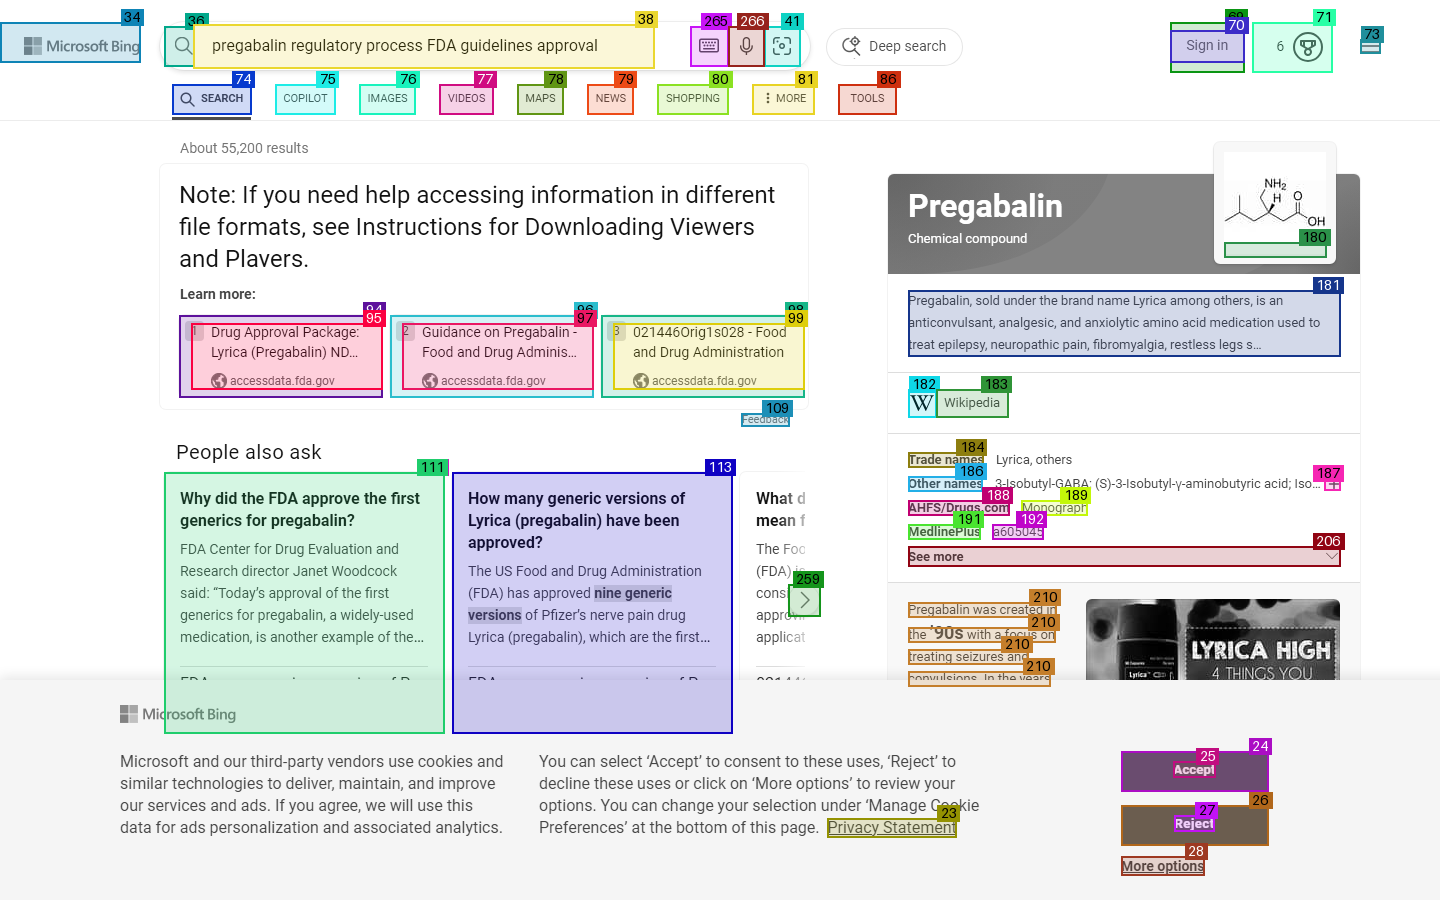 34
36
38
265
266
41
69
70
71
73
Microsoft Bing
pregabalin regulatory process FDA guidelines approval
Deep search
Sign in
6
74
75
76
77
78
79
80
81
86
SEARCH
COPILOT
IMAGES
VIDEOS
MAPS
NEWS
SHOPPING
MORE
TOOLS
About 55,200 results
Note: If you need help accessing information in different
file formats, see Instructions for Downloading Viewers
and Plavers.
Learn more:
94
95
96
97
98
99
1
Drug Approval Package:
Lyrica (Pregabalin) ND...
accessdata.fda.gov
2
Guidance on Pregabalin -
Food and Drug Adminis...
accessdata.fda.gov
3
021446Orig1s028 - Food
and Drug Administration
accessdata.fda.gov
109
Feedback
People also ask
111
113
Why did the FDA approve the first
generics for pregabalin?
FDA Center for Drug Evaluation and
Research director Janet Woodcock
said: “Today’s approval of the first
generics for pregabalin, a widely-used
medication, is another example of the...
How many generic versions of
Lyrica (pregabalin) have been
approved?
The US Food and Drug Administration
(FDA) has approved nine generic
versions of Pfizer’s nerve pain drug
Lyrica (pregabalin), which are the first...
What d
mean f
The Foo
(FDA) is
consi
approv
applicat
259
Pregabalin
Chemical compound
NH2
H
O
OH
180
181
Pregabalin, sold under the brand name Lyrica among others, is an
anticonvulsant, analgesic, and anxiolytic amino acid medication used to
treat epilepsy, neuropathic pain, fibromyalgia, restless legs s...
182
183
W
Wikipedia
184
Trade names Lyrica, others
186
187
Other names 3-Isobutyl-GABA; (S)-3-Isobutyl-γ-aminobutyric acid; Iso...
188
189
AHFS/Drugs.com Monograph
191
192
MedlinePlus a605045
206
See more
210
Pregabalin was created in
210
the '90s with a focus on
210
treating seizures and
210
convulsions. In the years
Lyrica
LYRICA HIGH
4 THINGS YOU
Microsoft Bing
Microsoft and our third-party vendors use cookies and
similar technologies to deliver, maintain, and improve
our services and ads. If you agree, we will use this
data for ads personalization and associated analytics.
You can select ‘Accept’ to consent to these uses, ‘Reject’ to
decline these uses or click on ‘More options’ to review your
options. You can change your selection under ‘Manage Cookie
Preferences’ at the bottom of this page. Privacy Statement
23
24
25
Accept
26
27
Reject
28
More options